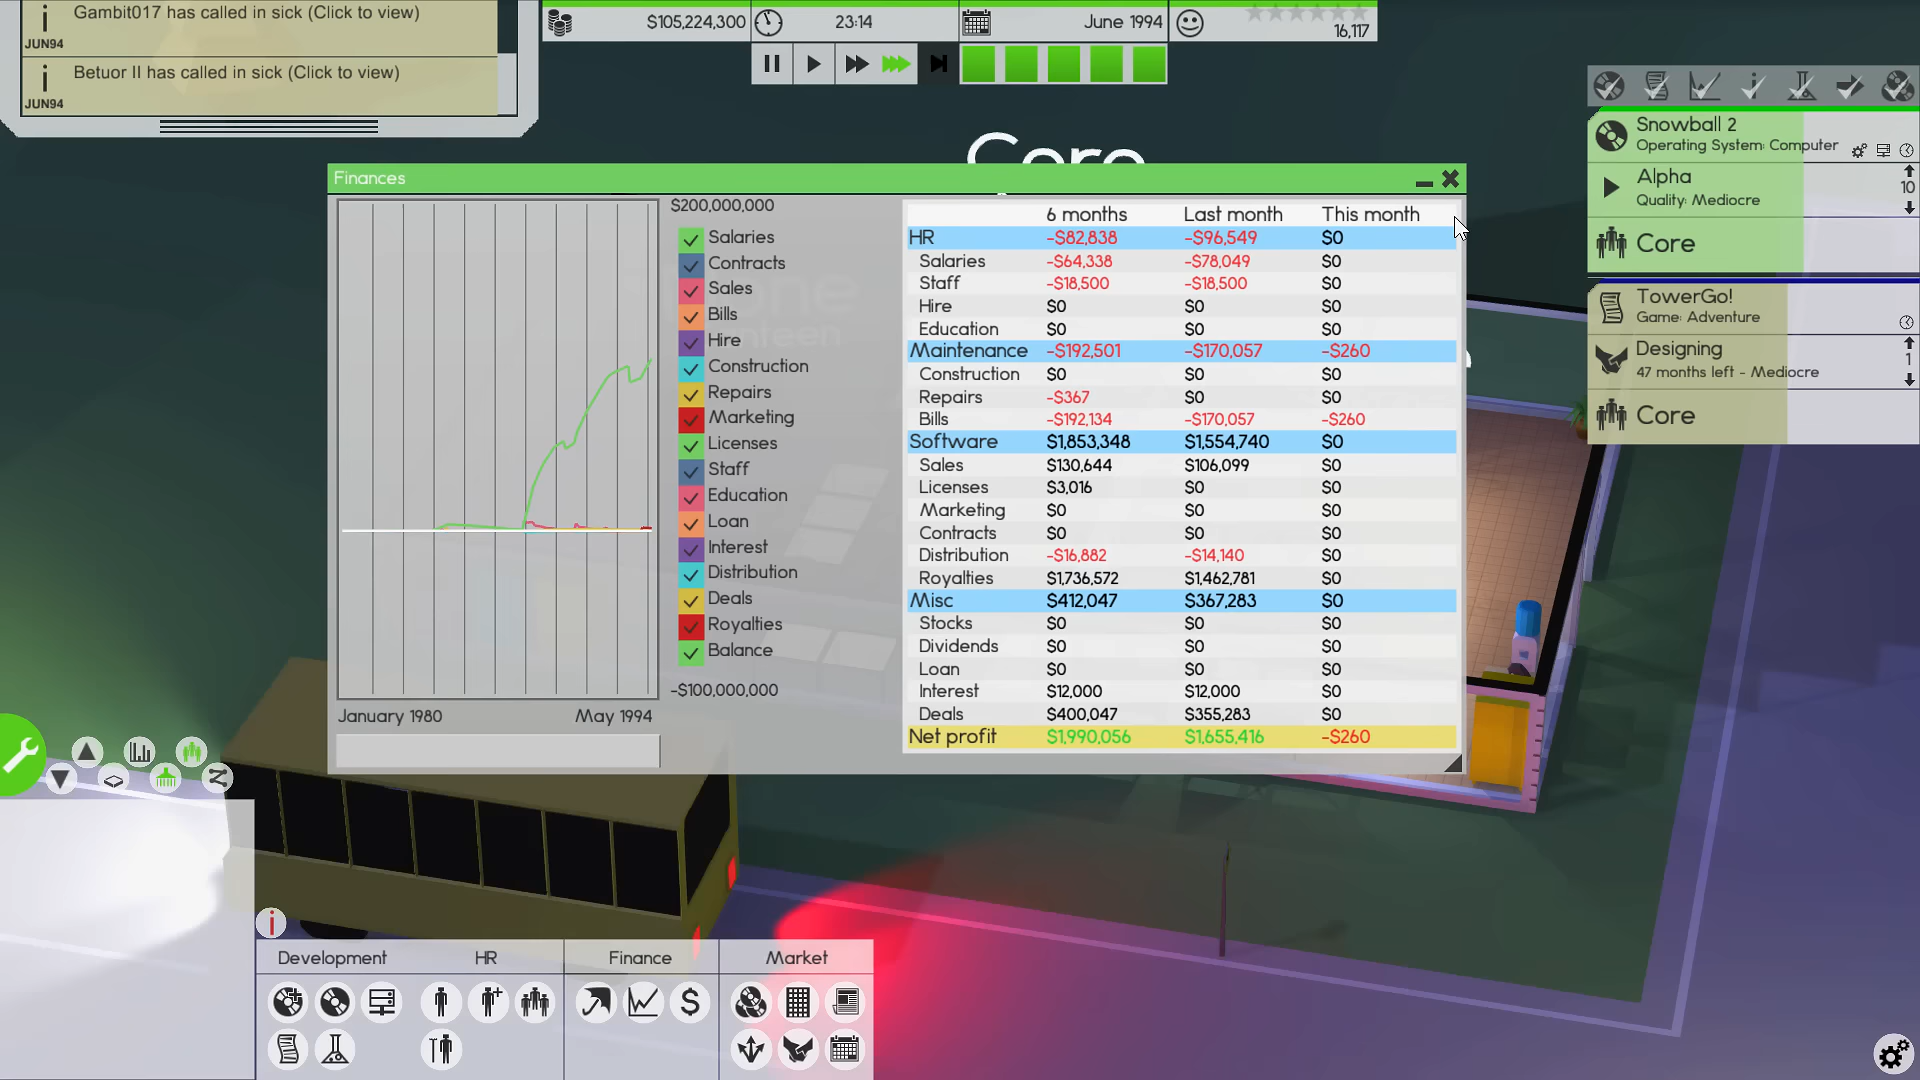 Gambit017 has called in sick (Click to view)
JUN94
Betuor II has called in sick (Click to view)
JUN94
$105,224,300
23:14
June 1994
16,117
Core
Finances
$200,000,000
Salaries
Contracts
Sales
Bills
Hire
Construction
Repairs
Marketing
Licenses
Staff
Education
Loan
Interest
Distribution
Deals
Royalties
Balance
-$100,000,000
January 1980 May 1994
6 months Last month This month
HR -$82,838 -$96,549 $0
Salaries -$64,338 -$78,049 $0
Staff -$18,500 -$18,500 $0
Hire $0 $0 $0
Education $0 $0 $0
Maintenance -$192,501 -$170,057 -$260
Construction $0 $0 $0
Repairs -$367 $0 $0
Bills -$192,134 -$170,057 -$260
Software $1,853,348 $1,554,740 $0
Sales $130,644 $106,099 $0
Licenses $3,016 $0 $0
Marketing $0 $0 $0
Contracts $0 $0 $0
Distribution -$16,882 -$14,140 $0
Royalties $1,736,572 $1,462,781 $0
Misc $412,047 $367,283 $0
Stocks $0 $0 $0
Dividends $0 $0 $0
Loan $0 $0 $0
Interest $12,000 $12,000 $0
Deals $400,047 $355,283 $0
Net profit $1,990,056 $1,655,416 -$260
Snowball 2
Operating System: Computer
Alpha
Quality: Mediocre
10
Core
TowerGo!
Game: Adventure
Designing
47 months left - Mediocre
1
Core
Development HR Finance Market